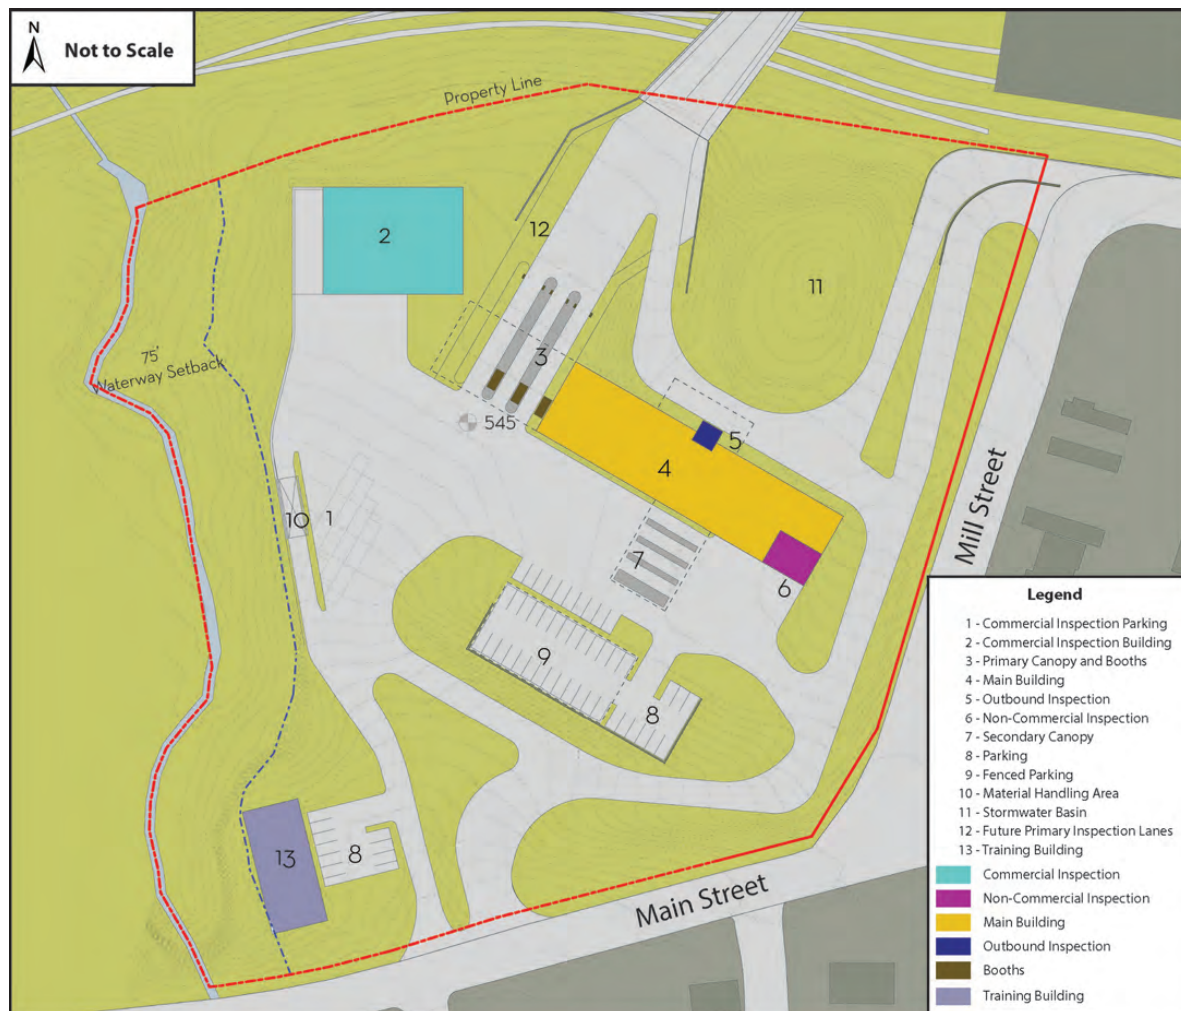 N
Not to Scale
Property Line
12
2
11
75'
Waterway Setback
3
545
5
4
10
1
7
6
9
8
13
8
Mill Street
Main Street
Legend
1 - Commercial Inspection Parking
2 - Commercial Inspection Building
3 - Primary Canopy and Booths
4 - Main Building
5 - Outbound Inspection
6 - Non-Commercial Inspection
7 - Secondary Canopy
8 - Parking
9 - Fenced Parking
10 - Material Handling Area
11 - Stormwater Basin
12 - Future Primary Inspection Lanes
13 - Training Building
Commercial Inspection
Non-Commercial Inspection
Main Building
Outbound Inspection
Booths
Training Building